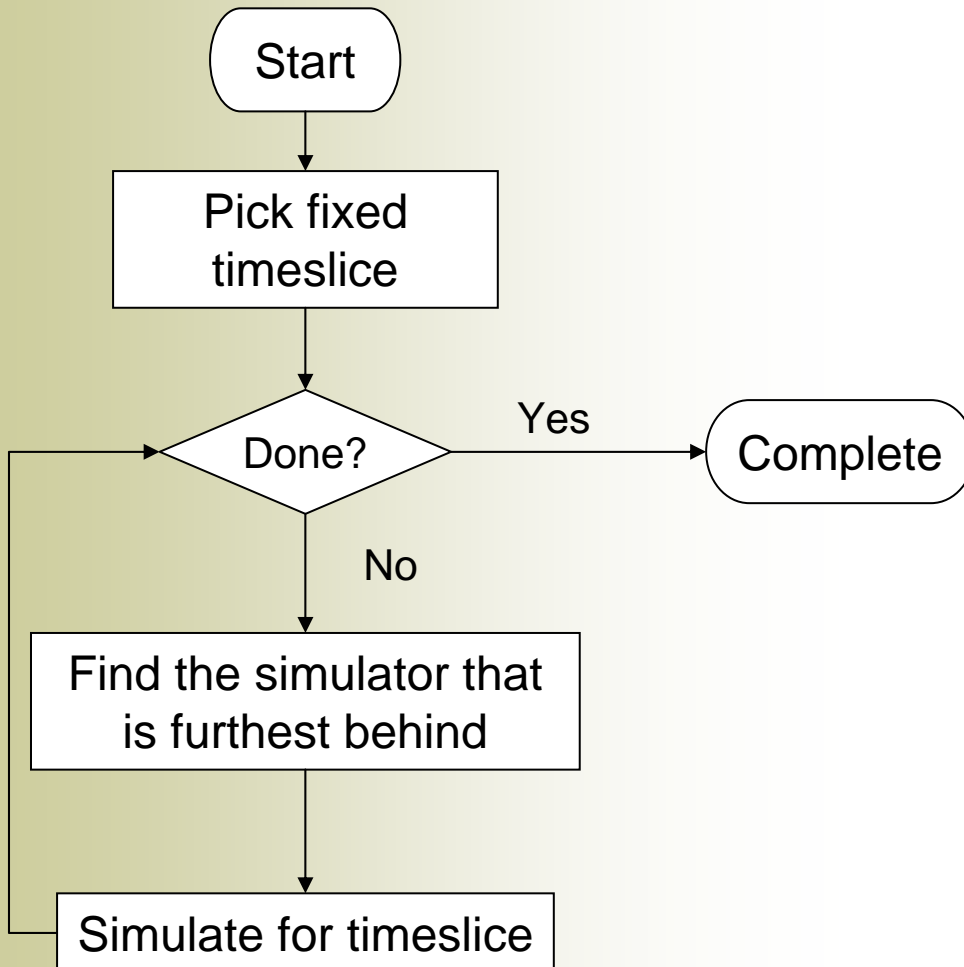 Start
Pick fixed
timeslice
Done?
Yes
Complete
No
Find the simulator that
is furthest behind
Simulate for timeslice